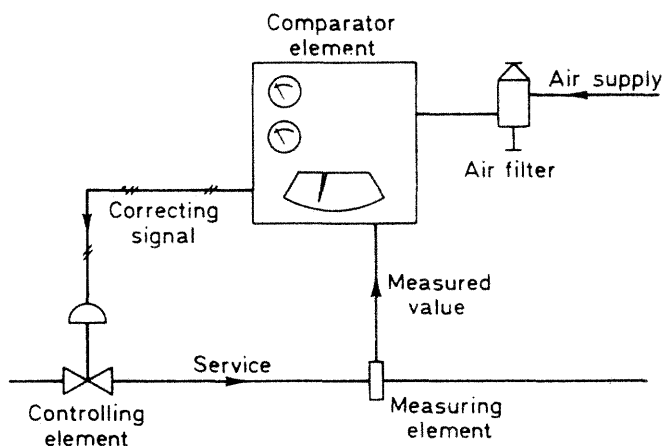 Comparator
element
Air supply
Air filter
Correcting
signal
Measured
value
Service
Controlling
element
Measuring
element